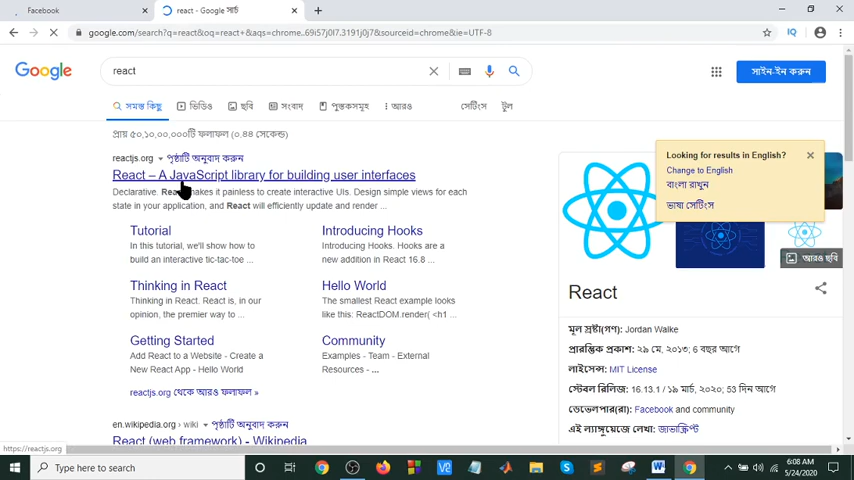 Facebook
react - Google সার্চ
google.com/search?q=react&oq=react+&aqs=chrome..69i57j0l7.3191j0j7&sourceid=chrome&ie=UTF-8
IQ
Google
react
সাইন-ইন করুন
সমস্ত কিছু
ভিডিও
ছবি
সংবাদ
পুস্তকসমূহ
আরও
সেটিংস
টুল
প্রায় ৫০,১০,০০,০০০টি ফলাফল (০.৪৪ সেকেন্ড)
reactjs.org
পৃষ্ঠাটি অনুবাদ করুন
React – A JavaScript library for building user interfaces
Declarative. makes it painless to create interactive UIs. Design simple views for each
state in your application, and React will efficiently update and render ...
Tutorial
In this tutorial, we'll show how to
build an interactive tic-tac-toe ...
Introducing Hooks
Introducing Hooks. Hooks are a
new addition in React 16.8 ...
Thinking in React
Thinking in React. React is, in our
opinion, the premier way to ...
Hello World
The smallest React example looks
like this: ReactDOM.render( <h1 ...
Getting Started
Add React to a Website - Create a
New React App - Hello World
Community
Examples - Team - External
Resources - ...
reactjs.org থেকে আরও ফলাফল »
en.wikipedia.org › wiki
পৃষ্ঠাটি অনুবাদ করুন
React (web framework) - Wikipedia
Looking for results in English?
Change to English
বাংলা রাখুন
ভাষা সেটিংস
আরও ছবি
React
মূল স্রষ্টা(গণ): Jordan Walke
প্রারম্ভিক প্রকাশ: ২৯ মে, ২০১৩; 6 বছর আগে
লাইসেন্স: MIT License
স্টেবল রিলিজ: 16.13.1 / ১৯ মার্চ, ২০২০; 53 দিন আগে
ডেভেলপার(রা): Facebook and community
এই ল্যাঙ্গুয়েজে লেখা: জাভাস্ক্রিপ্ট
https://reactjs.org
Type here to search
6:08 AM
5/24/2020